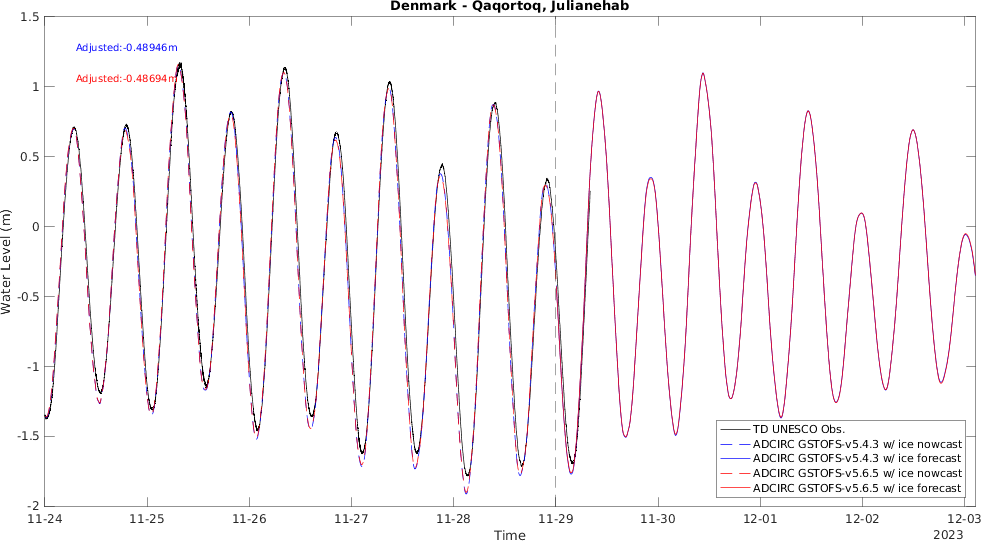 Denmark - Qaqortoq, Julianehab
1.5
Adjusted:-0.48946m
Adjusted:-0.48694m
1
0.5
0
-0.5
-1
-1.5
-2
Water Level (m)
TD UNESCO Obs.
ADCIRC GSTOFS-v5.4.3 w/ ice nowcast
ADCIRC GSTOFS-v5.4.3 w/ ice forecast
ADCIRC GSTOFS-v5.6.5 w/ ice nowcast
ADCIRC GSTOFS-v5.6.5 w/ ice forecast
11-24 11-25 11-26 11-27 11-28 11-29 11-30 12-01 12-02 12-03
Time
2023